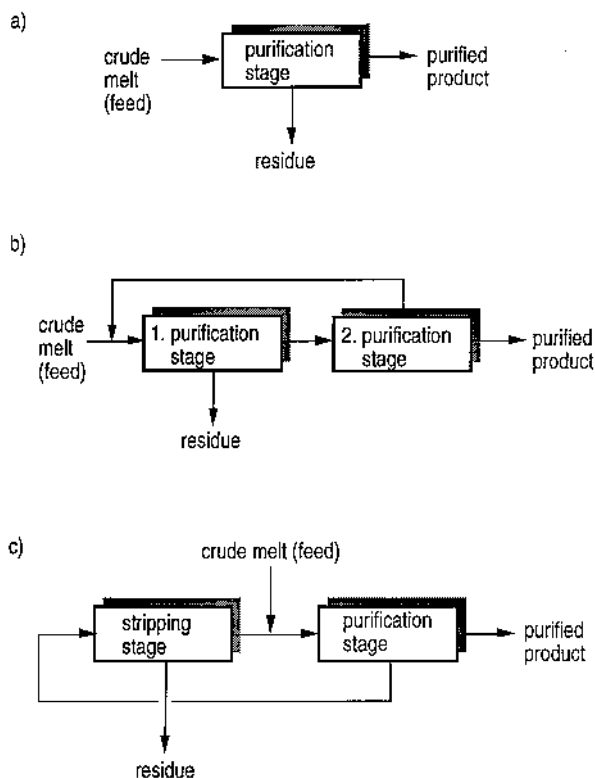 a)
crude
melt
(feed)
purification
stage
purified
product
residue
b)
crude
melt
(feed)
1. purification
stage
2. purification
stage
purified
product
residue
c)
crude melt (feed)
stripping
stage
purification
stage
purified
product
residue